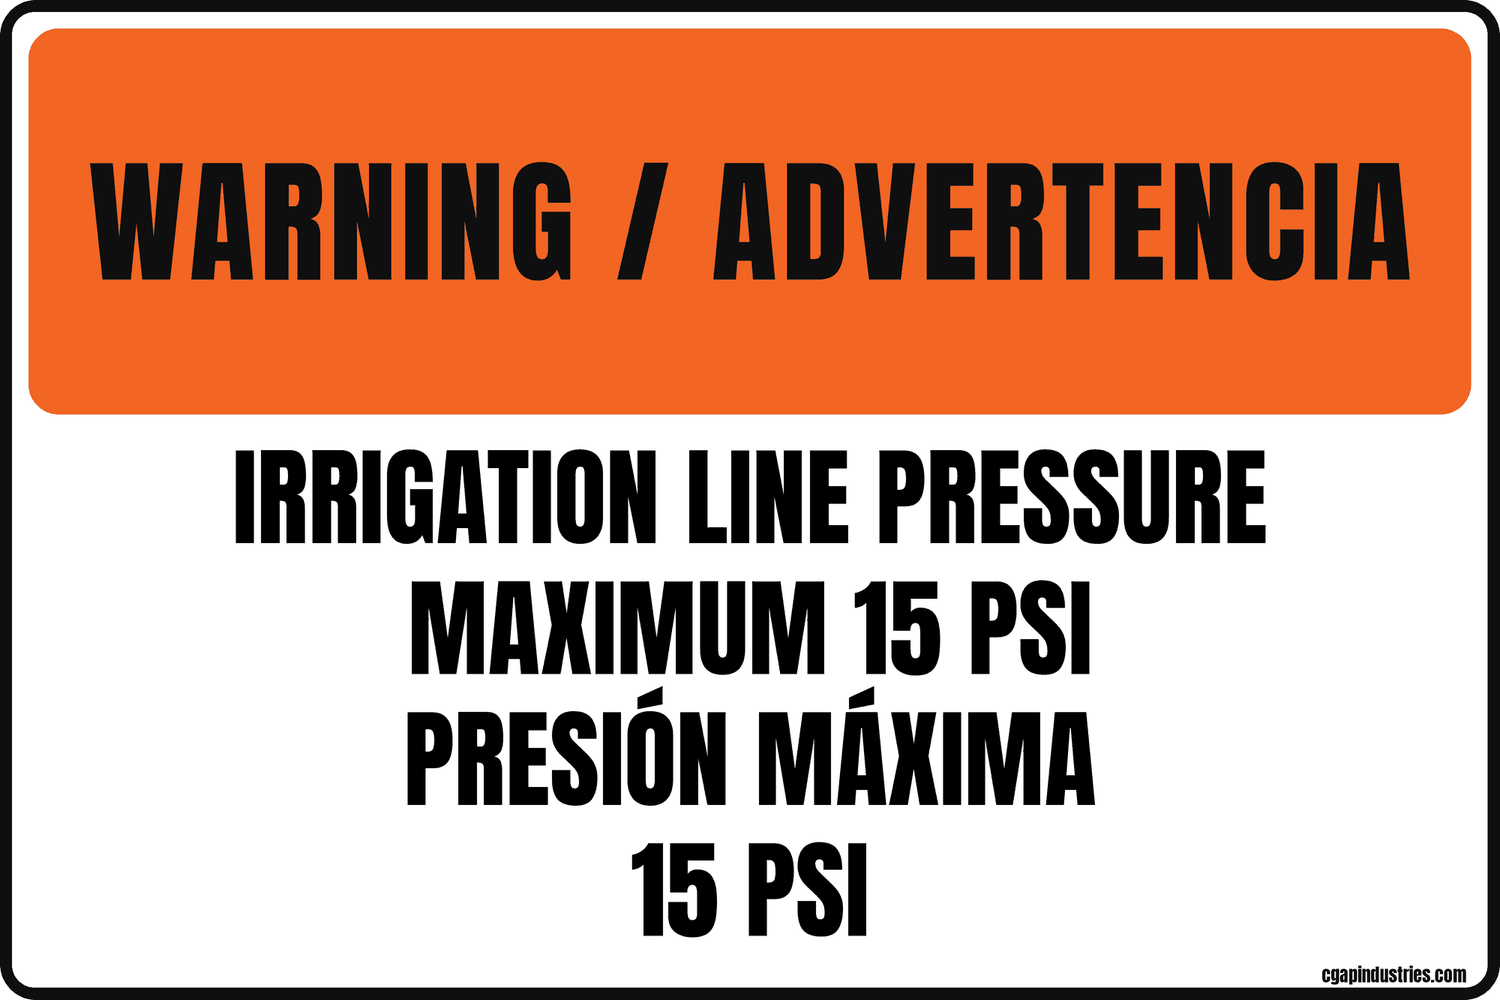 WARNING / ADVERTENCIA
IRRIGATION LINE PRESSURE
MAXIMUM 15 PSI
PRESIÓN MÁXIMA
15 PSI
cgapindustries.com